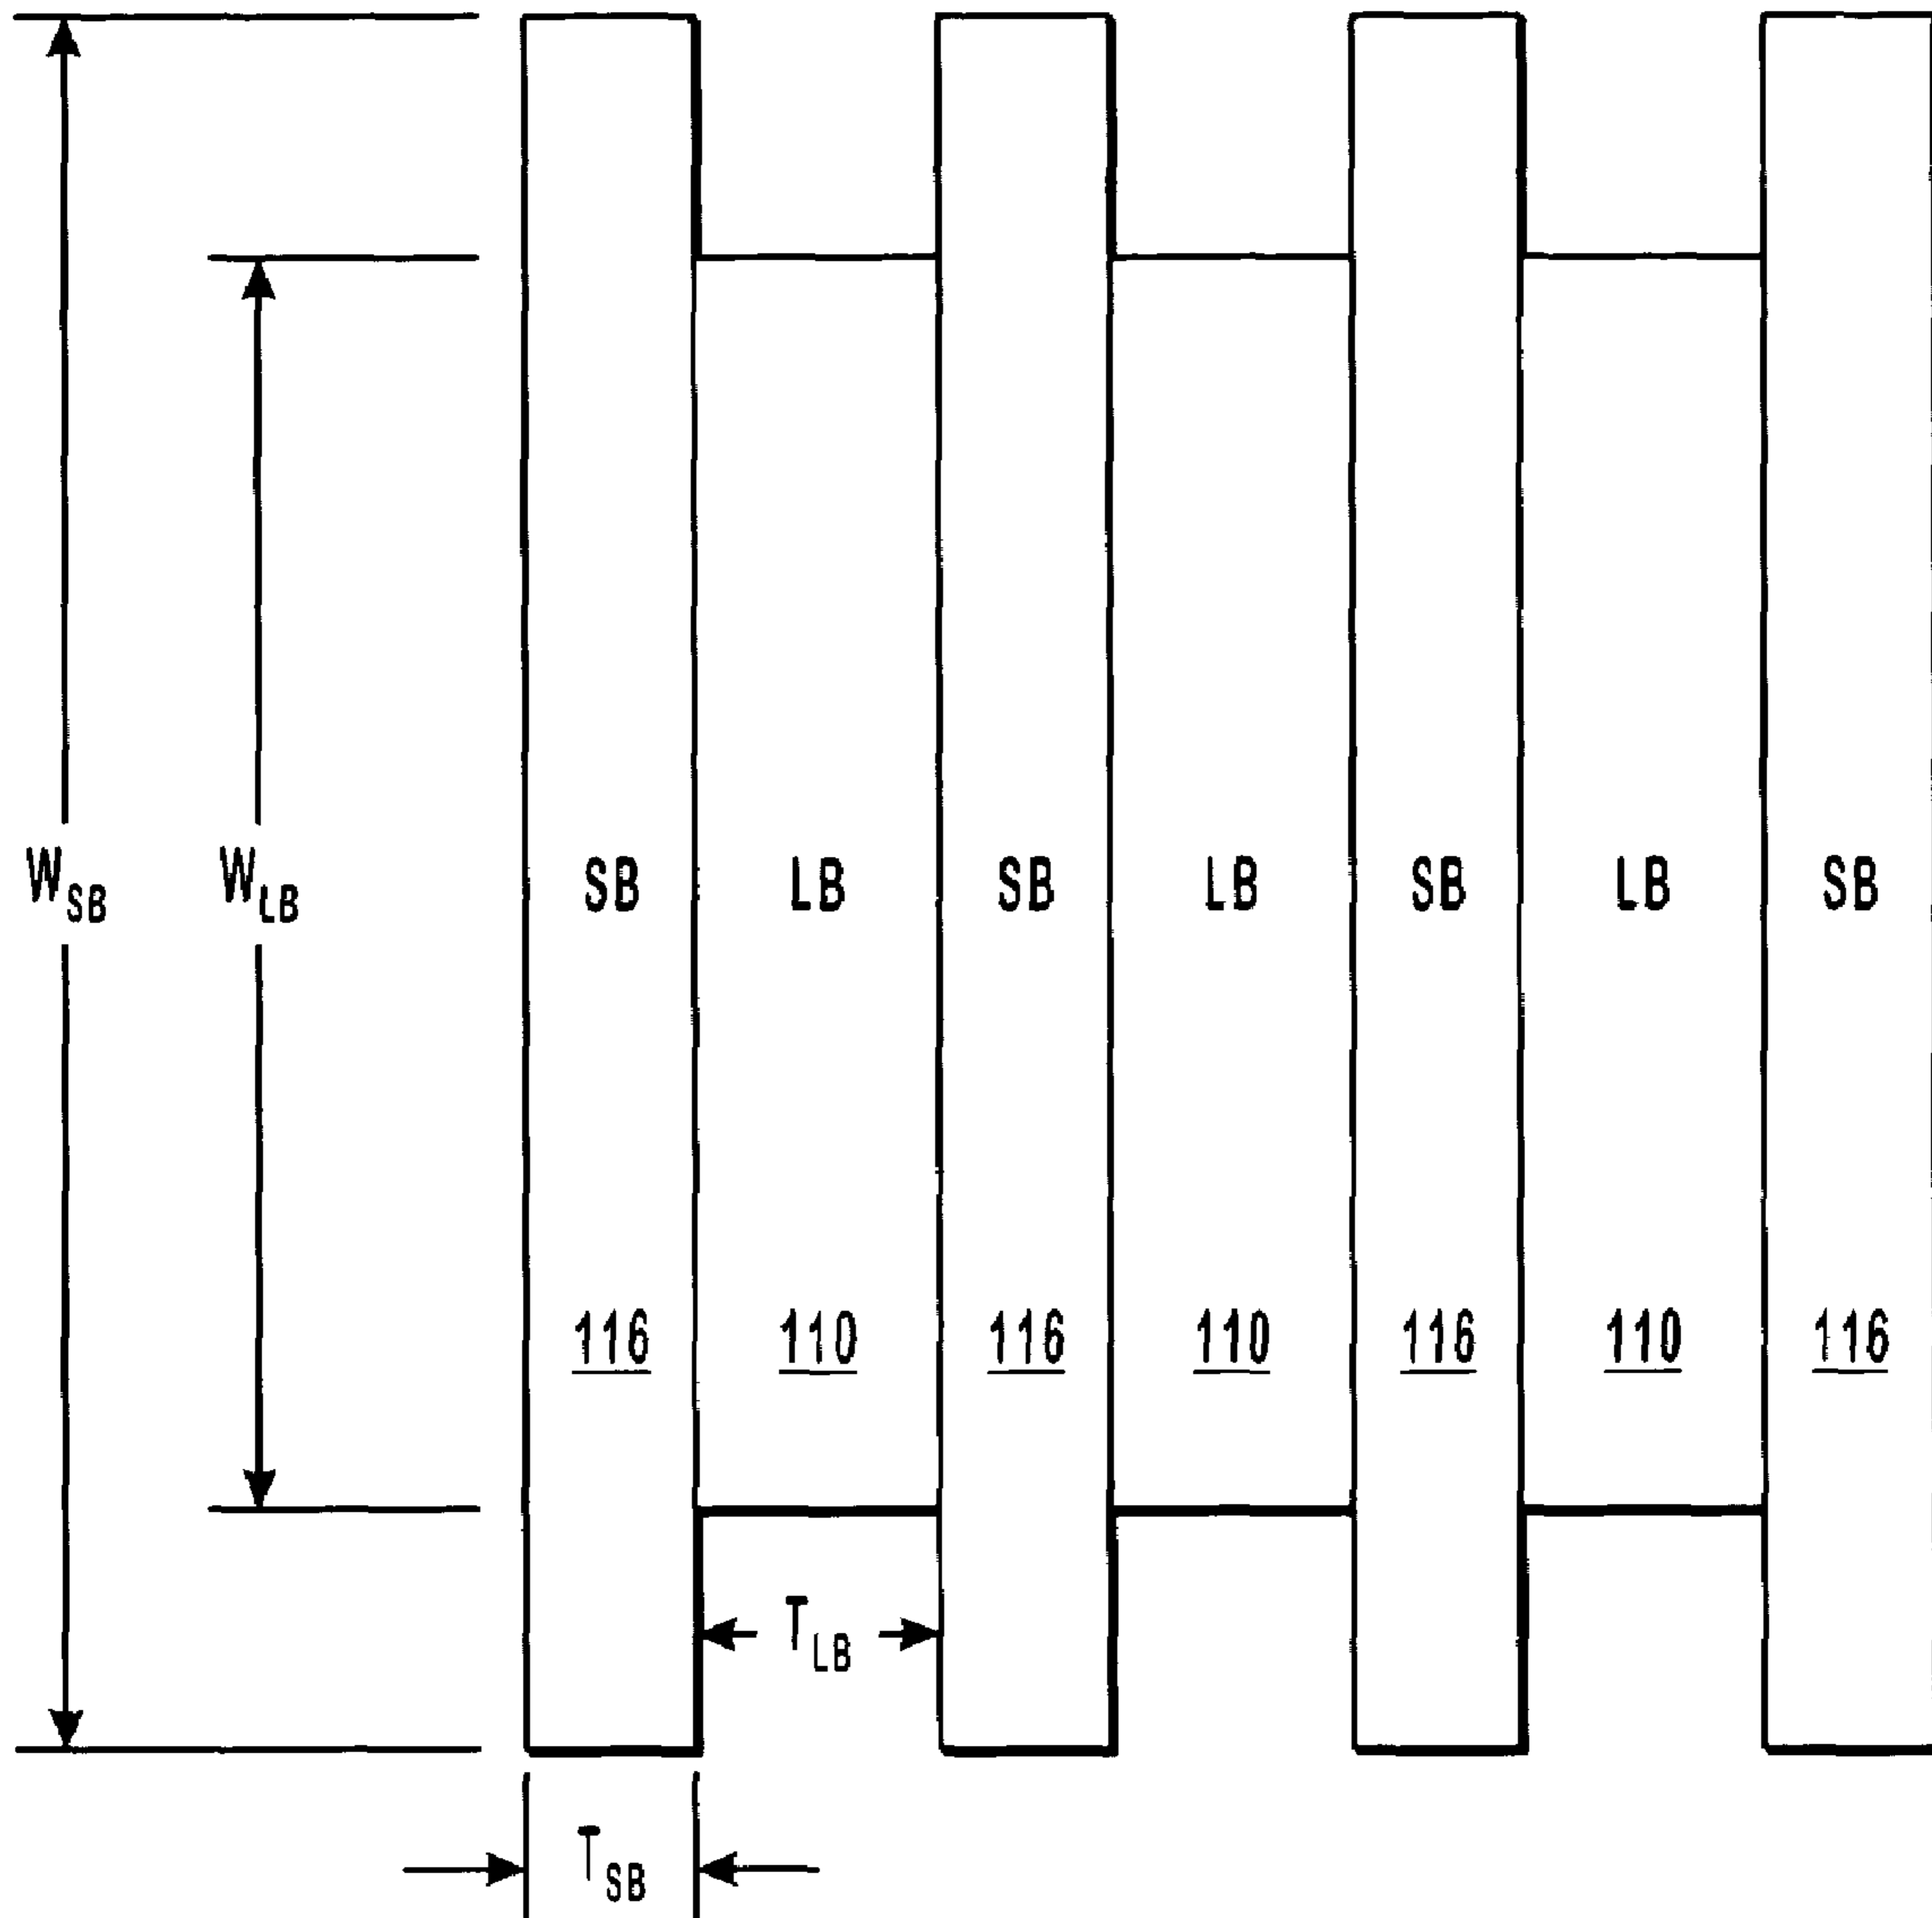 W_SB W_LB SB LB SB LB SB LB SB
116 110 116 110 116 110 116
T_LB
T_SB